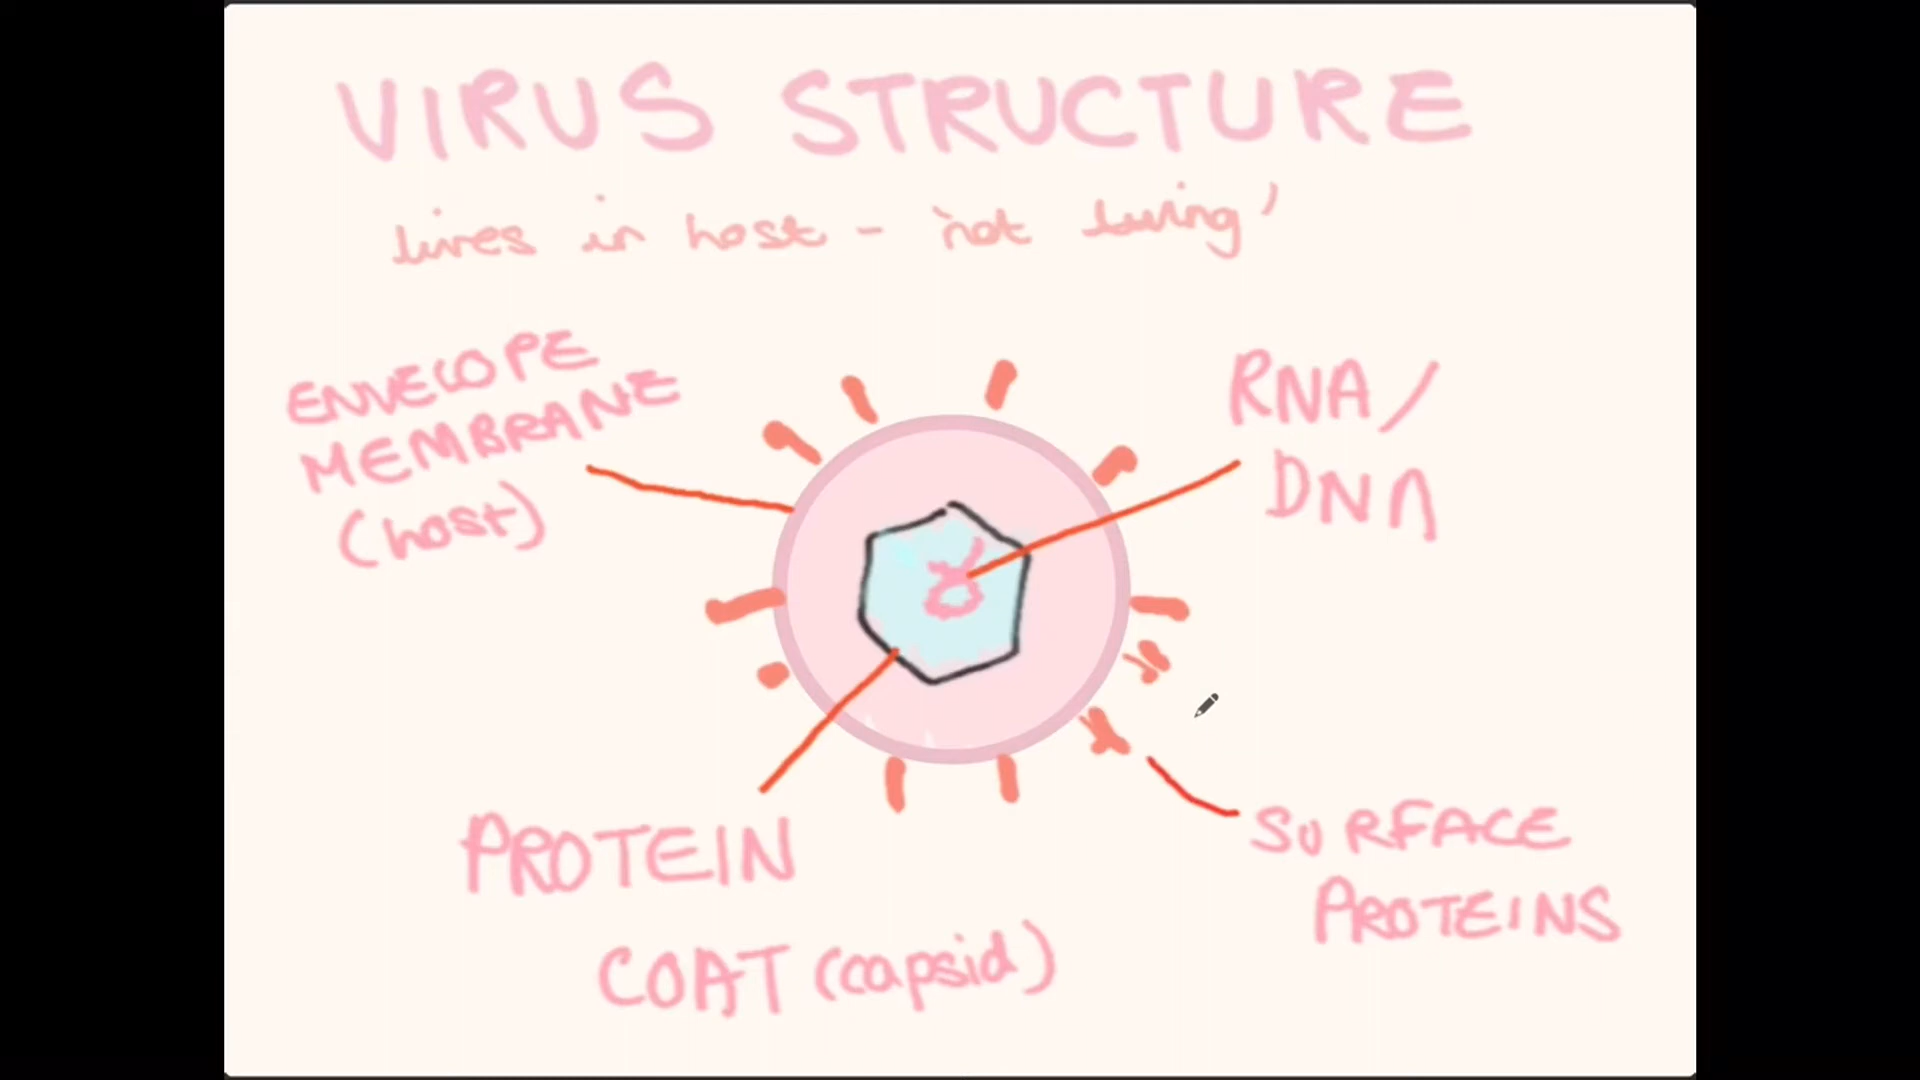 VIRUS STRUCTURE
lives in host - 'not living'
ENVELOPE
MEMBRANE
(host)
RNA/
DNA
PROTEIN
COAT (capsid)
SURFACE
PROTEINS